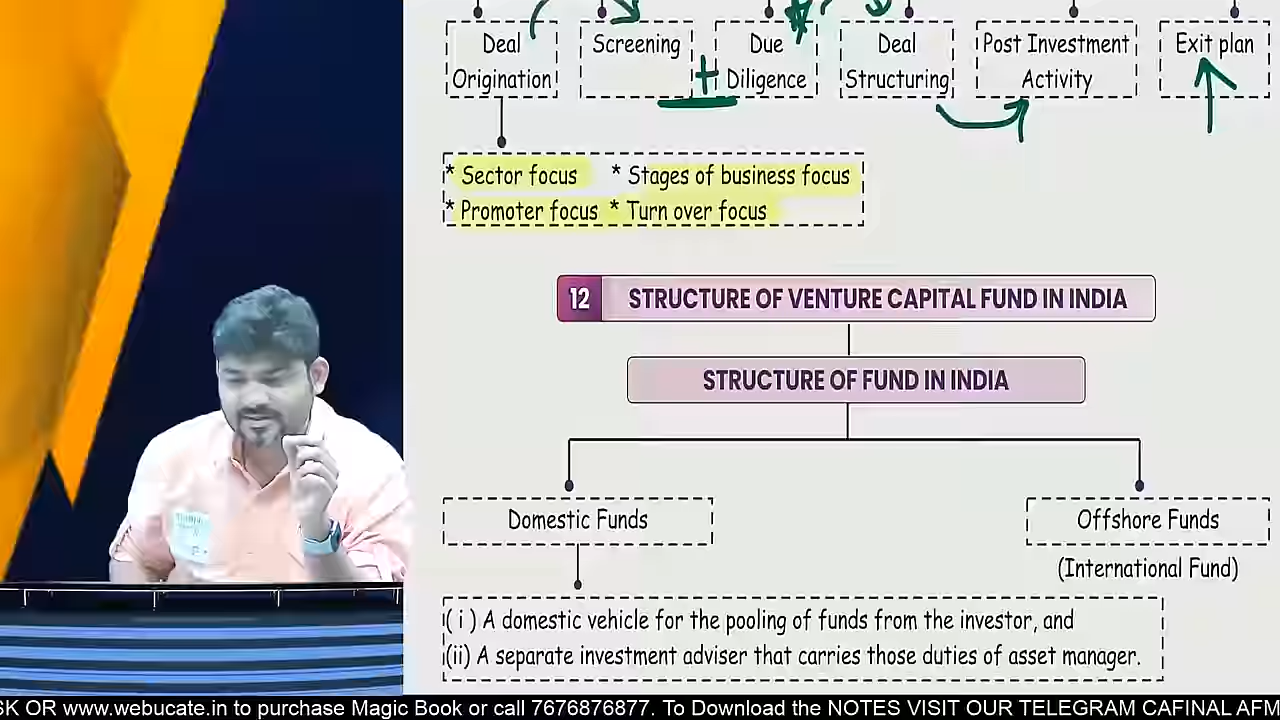 Deal Origination
Screening
Due Diligence
Deal Structuring
Post Investment Activity
Exit plan
* Sector focus * Stages of business focus
* Promoter focus * Turn over focus
12 STRUCTURE OF VENTURE CAPITAL FUND IN INDIA
STRUCTURE OF FUND IN INDIA
Domestic Funds
Offshore Funds
(International Fund)
( i ) A domestic vehicle for the pooling of funds from the investor, and
(ii) A separate investment adviser that carries those duties of asset manager.
SK OR www.webucate.in to purchase Magic Book or call 7676876877. To Download the NOTES VISIT OUR TELEGRAM CAFINAL AFM